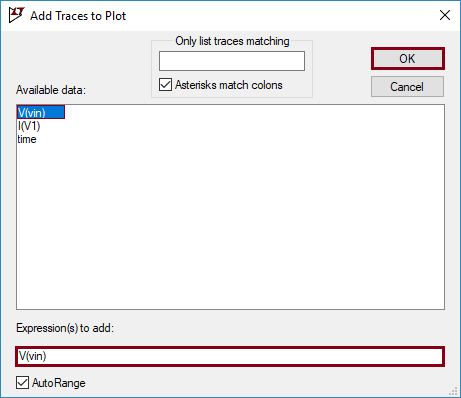 Add Traces to Plot
Only list traces matching
OK
Asterisks match colons
Cancel
Available data:
V(vin)
I(V1)
time
Expression(s) to add:
V(vin)
AutoRange